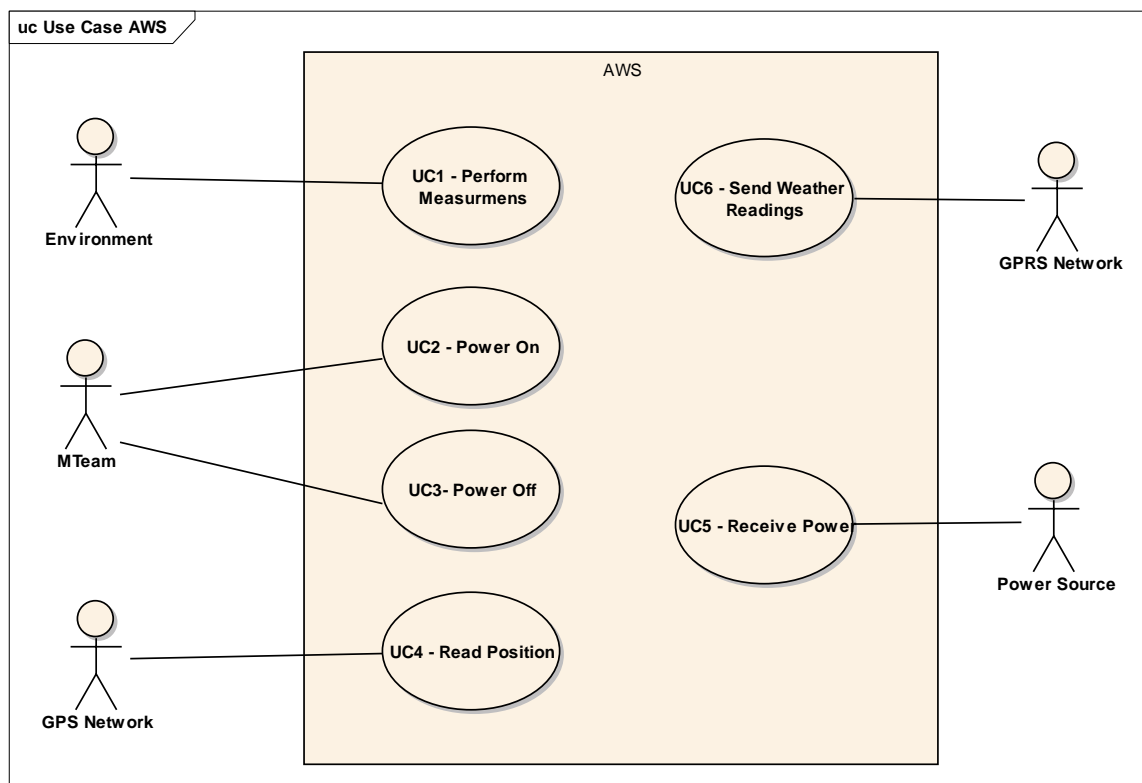 uc Use Case AWS
AWS
UC1 - Perform
Measurmens
Environment
UC6 - Send Weather
Readings
GPRS Network
UC2 - Power On
MTeam
UC3- Power Off
UC5 - Receive Power
Power Source
UC4 - Read Position
GPS Network